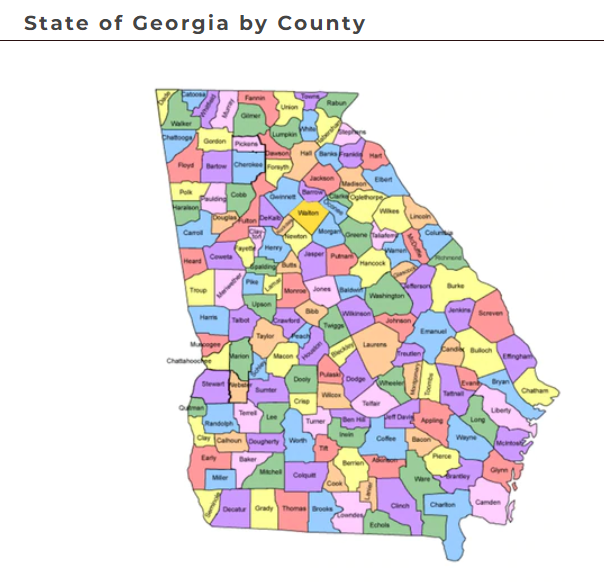 State of Georgia by County
Dade
Catoosa
Whitfield
Murray
Fannin
Towns
Rabun
Union
Gilmer
Walker
White
Habersham
Lumpkin
Stephens
Chattooga
Gordon
Pickens
Dawson
Hall
Banks
Franklin
Hart
Floyd
Bartow
Cherokee
Forsyth
Jackson
Madison
Elbert
Polk
Paulding
Cobb
Gwinnett
Barrow
Clarke
Oglethorpe
Haralson
Oconee
Walton
Wilkes
Lincoln
Douglas
Fulton
DeKalb
Carroll
Clay-
ton
Newton
Morgan
Greene
Taliaferro
McDuffie
Columbia
Fayette
Henry
Warren
Richmond
Heard
Coweta
Spalding
Butts
Jasper
Putnam
Hancock
Glascock
Troup
Meriwether
Pike
Lamar
Monroe
Jones
Baldwin
Washington
Jefferson
Burke
Upson
Bibb
Wilkinson
Jenkins
Screven
Harris
Talbot
Crawford
Twiggs
Johnson
Emanuel
Muscogee
Taylor
Peach
Houston
Bleckley
Laurens
Treutlen
Candler
Bulloch
Effingham
Chattahoochee
Marion
Schley
Macon
Stewart
Webster
Sumter
Dooly
Pulaski
Dodge
Wheeler
Montgomery
Toombs
Tattnall
Evans
Bryan
Chatham
Quitman
Crisp
Wilcox
Telfair
Liberty
Randolph
Terrell
Lee
Turner
Ben Hill
Jeff Davis
Appling
Long
Clay
Calhoun
Dougherty
Worth
Irwin
Coffee
Bacon
Wayne
McIntosh
Tift
Early
Baker
Mitchell
Colquitt
Berrien
Atkinson
Pierce
Glynn
Miller
Cook
Lanier
Ware
Brantley
Seminole
Decatur
Grady
Thomas
Brooks
Lowndes
Echols
Clinch
Charlton
Camden